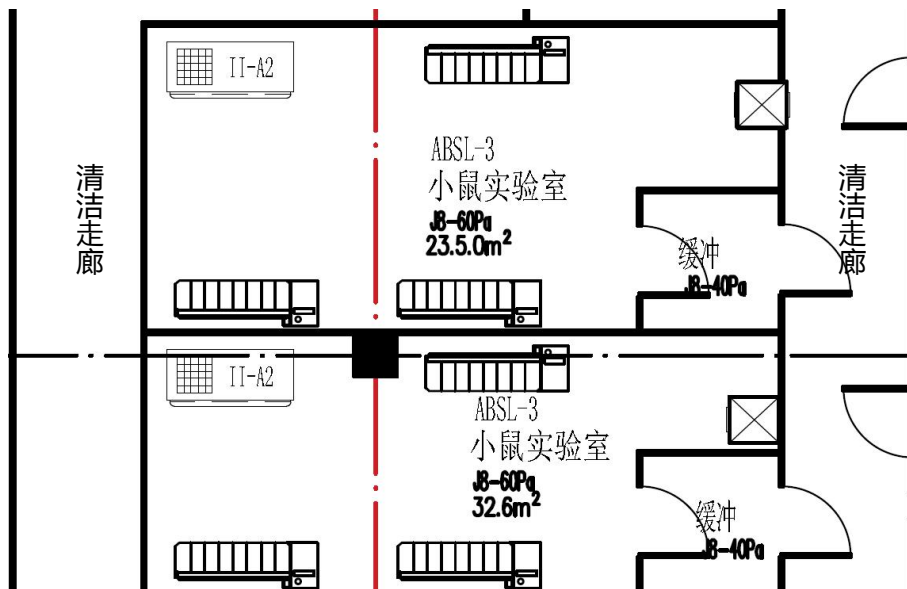 II-A2
ABSL-3
小鼠实验室
J8-60Pa
23.5.0m²
清洁走廊
清洁走廊
缓冲
J8-40Pa
II-A2
ABSL-3
小鼠实验室
J8-60Pa
32.6m²
缓冲
J8-40Pa